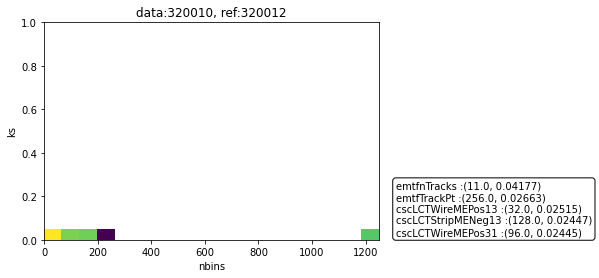 data:320010, ref:320012
1.0
0.8
0.6
0.4
0.2
0.0
ks
0 200 400 600 800 1000 1200
nbins
emtfnTracks :(11.0, 0.04177)
emtfTrackPt :(256.0, 0.02663)
cscLCTWireMEPos13 :(32.0, 0.02515)
cscLCTStripMENeg13 :(128.0, 0.02447)
cscLCTWireMEPos31 :(96.0, 0.02445)